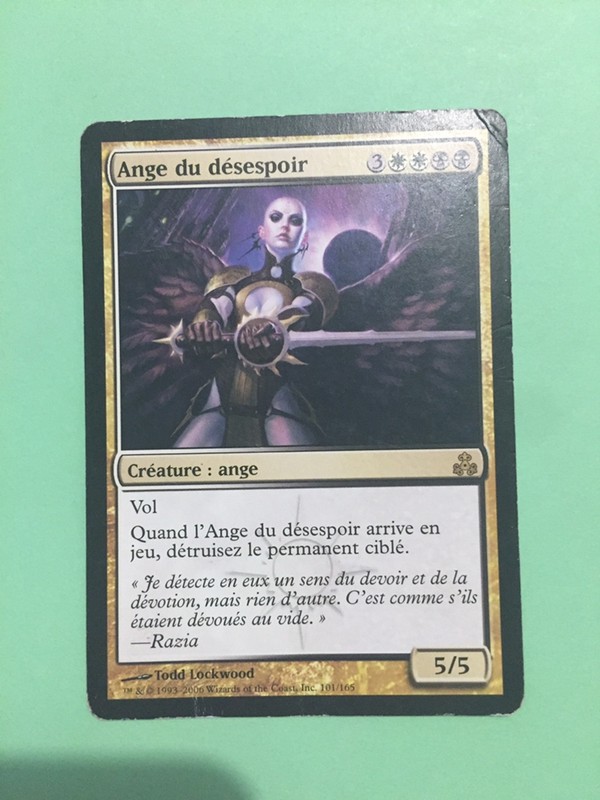 Ange du désespoir 3
Créature : ange
Vol
Quand l'Ange du désespoir arrive en
jeu, détruisez le permanent ciblé.
« Je détecte en eux un sens du devoir et de la
dévotion, mais rien d'autre. C'est comme s'ils
étaient dévoués au vide. »
—Razia
5/5
Todd Lockwood
™ & © 1993-2006 Wizards of the Coast, Inc. 101/165